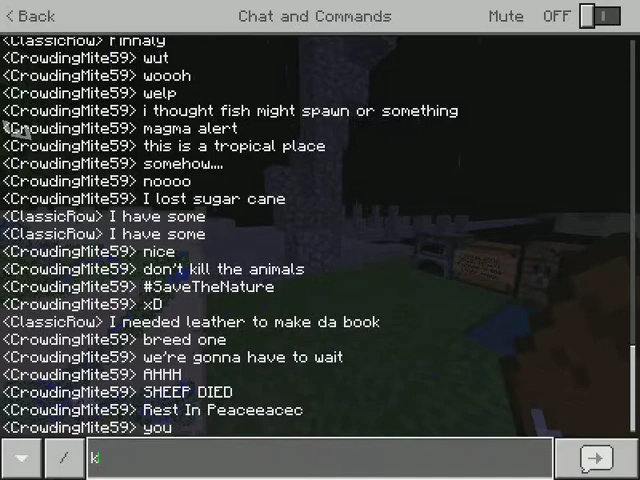 < Back
Chat and Commands
Mute OFF
<ClassicRow> Finnaly
<CrowdingMite59> wut
<CrowdingMite59> woooh
<CrowdingMite59> welp
<CrowdingMite59> i thought fish might spawn or something
<CrowdingMite59> magma alert
<CrowdingMite59> this is a tropical place
<CrowdingMite59> somehow....
<CrowdingMite59> noooo
<CrowdingMite59> I lost sugar cane
<ClassicRow> I have some
<ClassicRow> I have some
<CrowdingMite59> nice
<CrowdingMite59> don't kill the animals
<CrowdingMite59> #SaveTheNature
<CrowdingMite59> xD
<ClassicRow> I needed leather to make da book
<CrowdingMite59> breed one
<CrowdingMite59> we're gonna have to wait
<CrowdingMite59> AHHH
<CrowdingMite59> SHEEP DIED
<CrowdingMite59> Rest In Peaceeacec
<CrowdingMite59> you
/
k